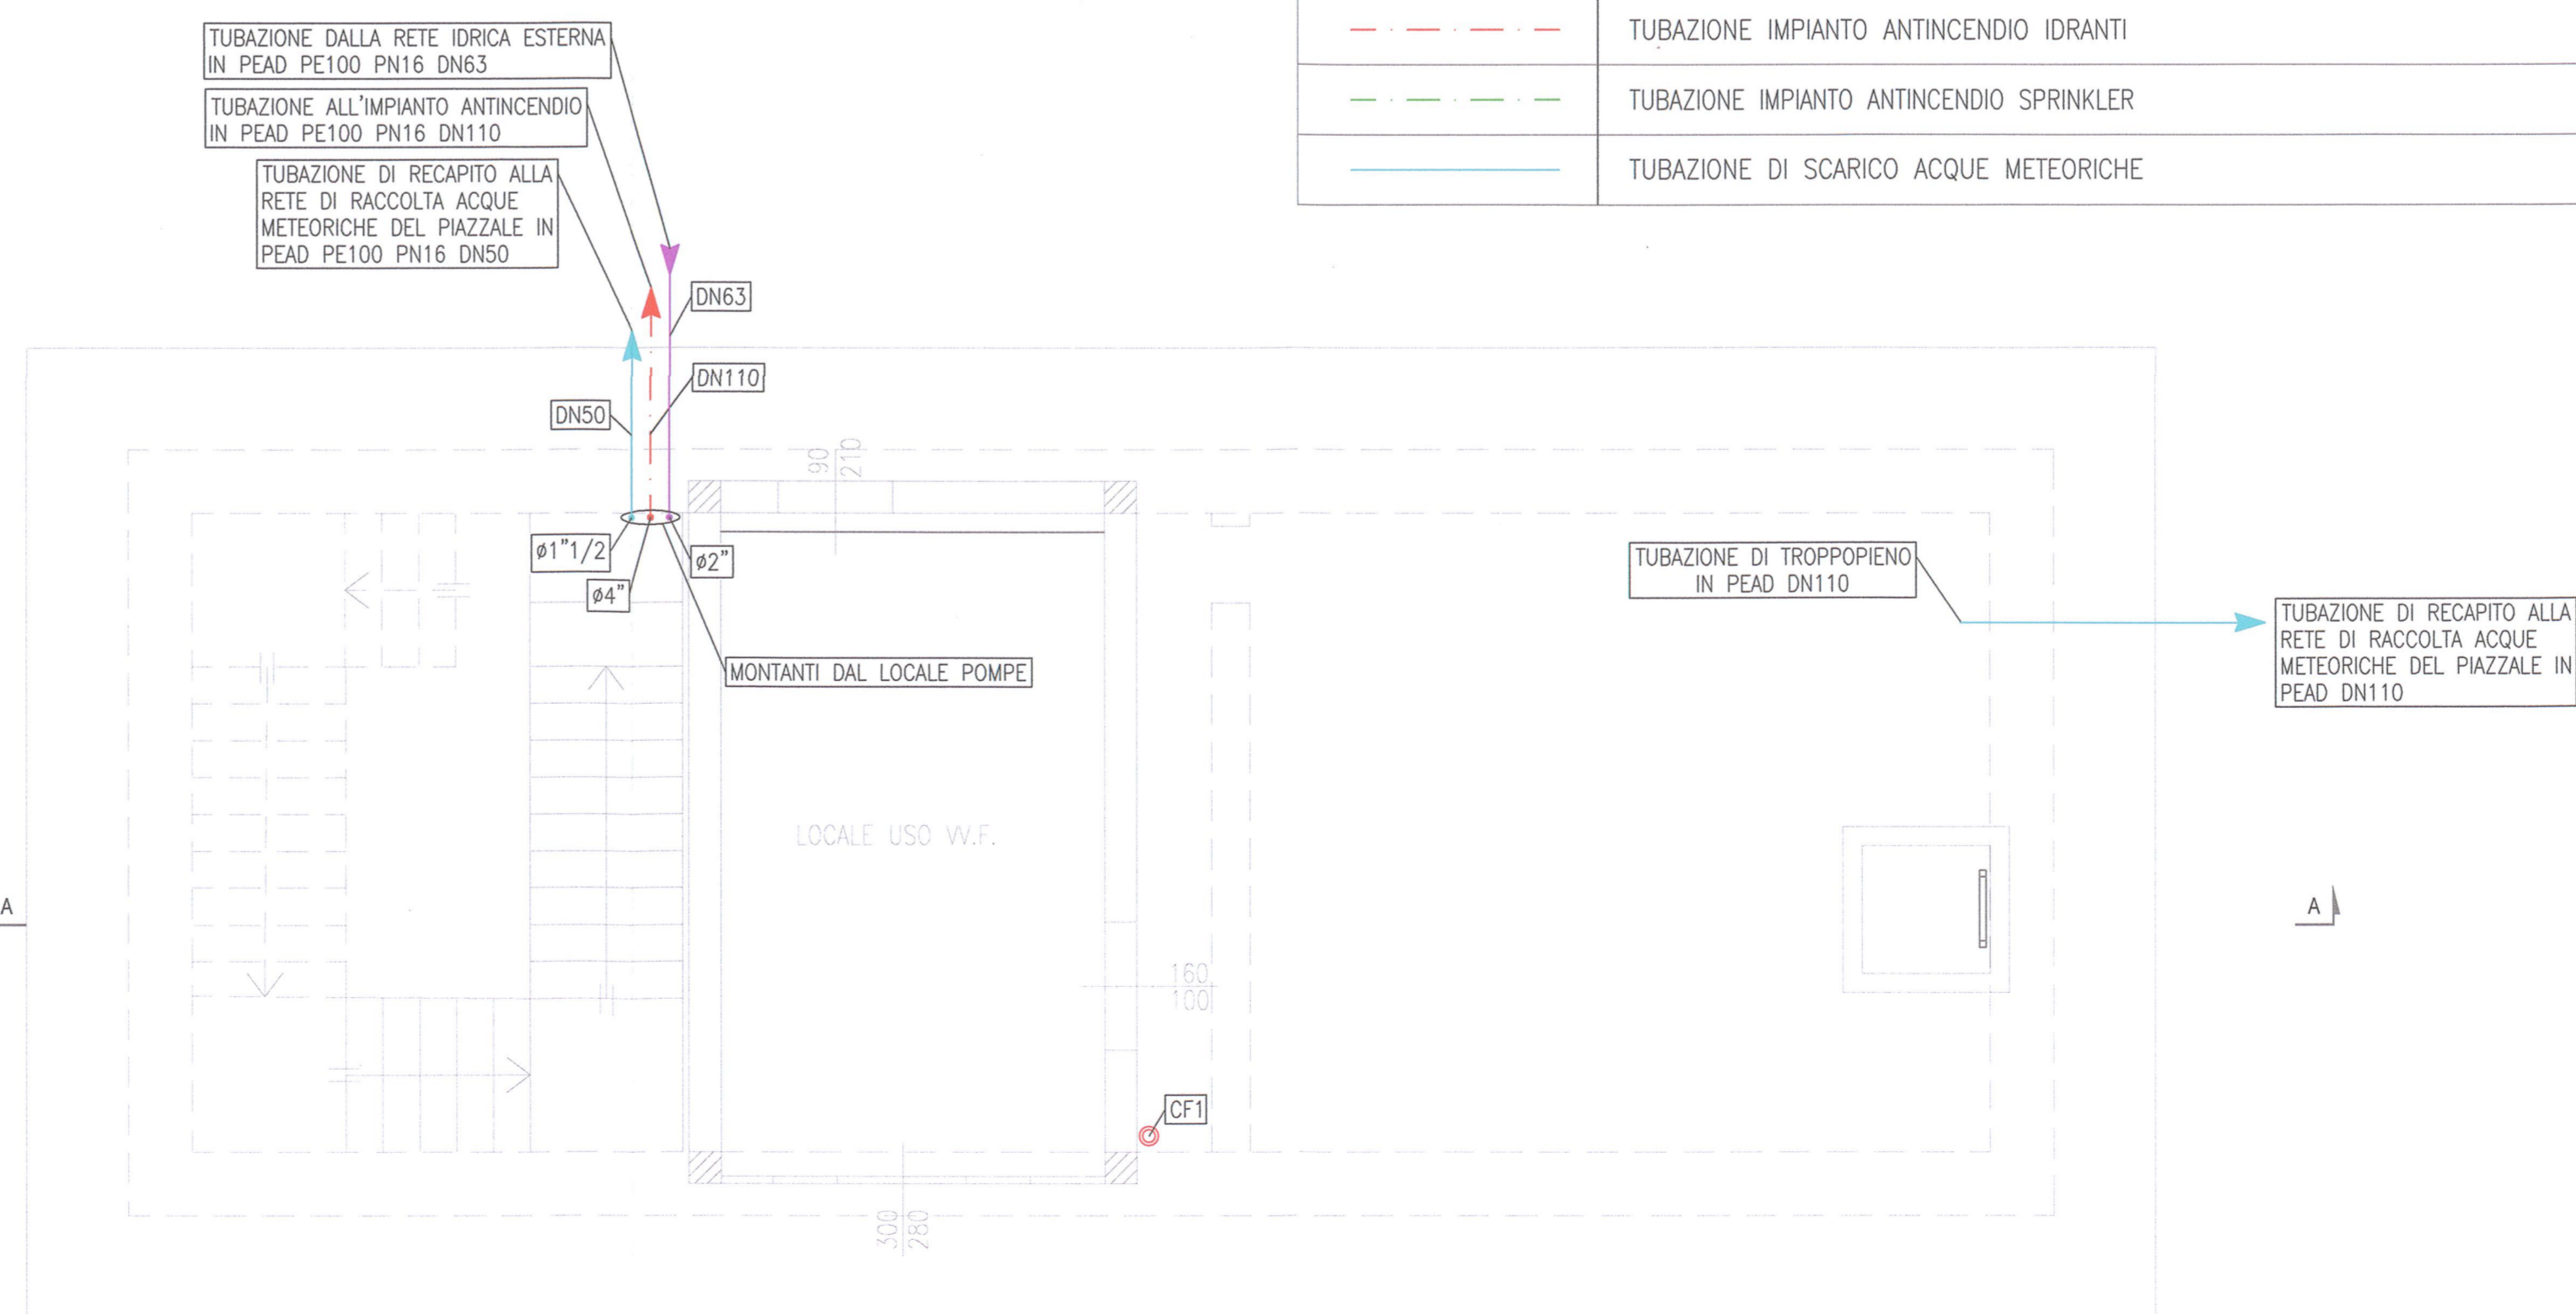 TUBAZIONE IMPIANTO ANTINCENDIO IDRANTI
TUBAZIONE IMPIANTO ANTINCENDIO SPRINKLER
TUBAZIONE DI SCARICO ACQUE METEORICHE
TUBAZIONE DALLA RETE IDRICA ESTERNA
IN PEAD PE100 PN16 DN63
TUBAZIONE ALL'IMPIANTO ANTINCENDIO
IN PEAD PE100 PN16 DN110
TUBAZIONE DI RECAPITO ALLA
RETE DI RACCOLTA ACQUE
METEORICHE DEL PIAZZALE IN
PEAD PE100 PN16 DN50
DN63
DN110
DN50
90
210
ø1"1/2
ø2"
ø4"
MONTANTI DAL LOCALE POMPE
TUBAZIONE DI TROPPOPIENO
IN PEAD DN110
TUBAZIONE DI RECAPITO ALLA
RETE DI RACCOLTA ACQUE
METEORICHE DEL PIAZZALE IN
PEAD DN110
LOCALE USO VV.F.
A
A
160
100
CF1
300
280